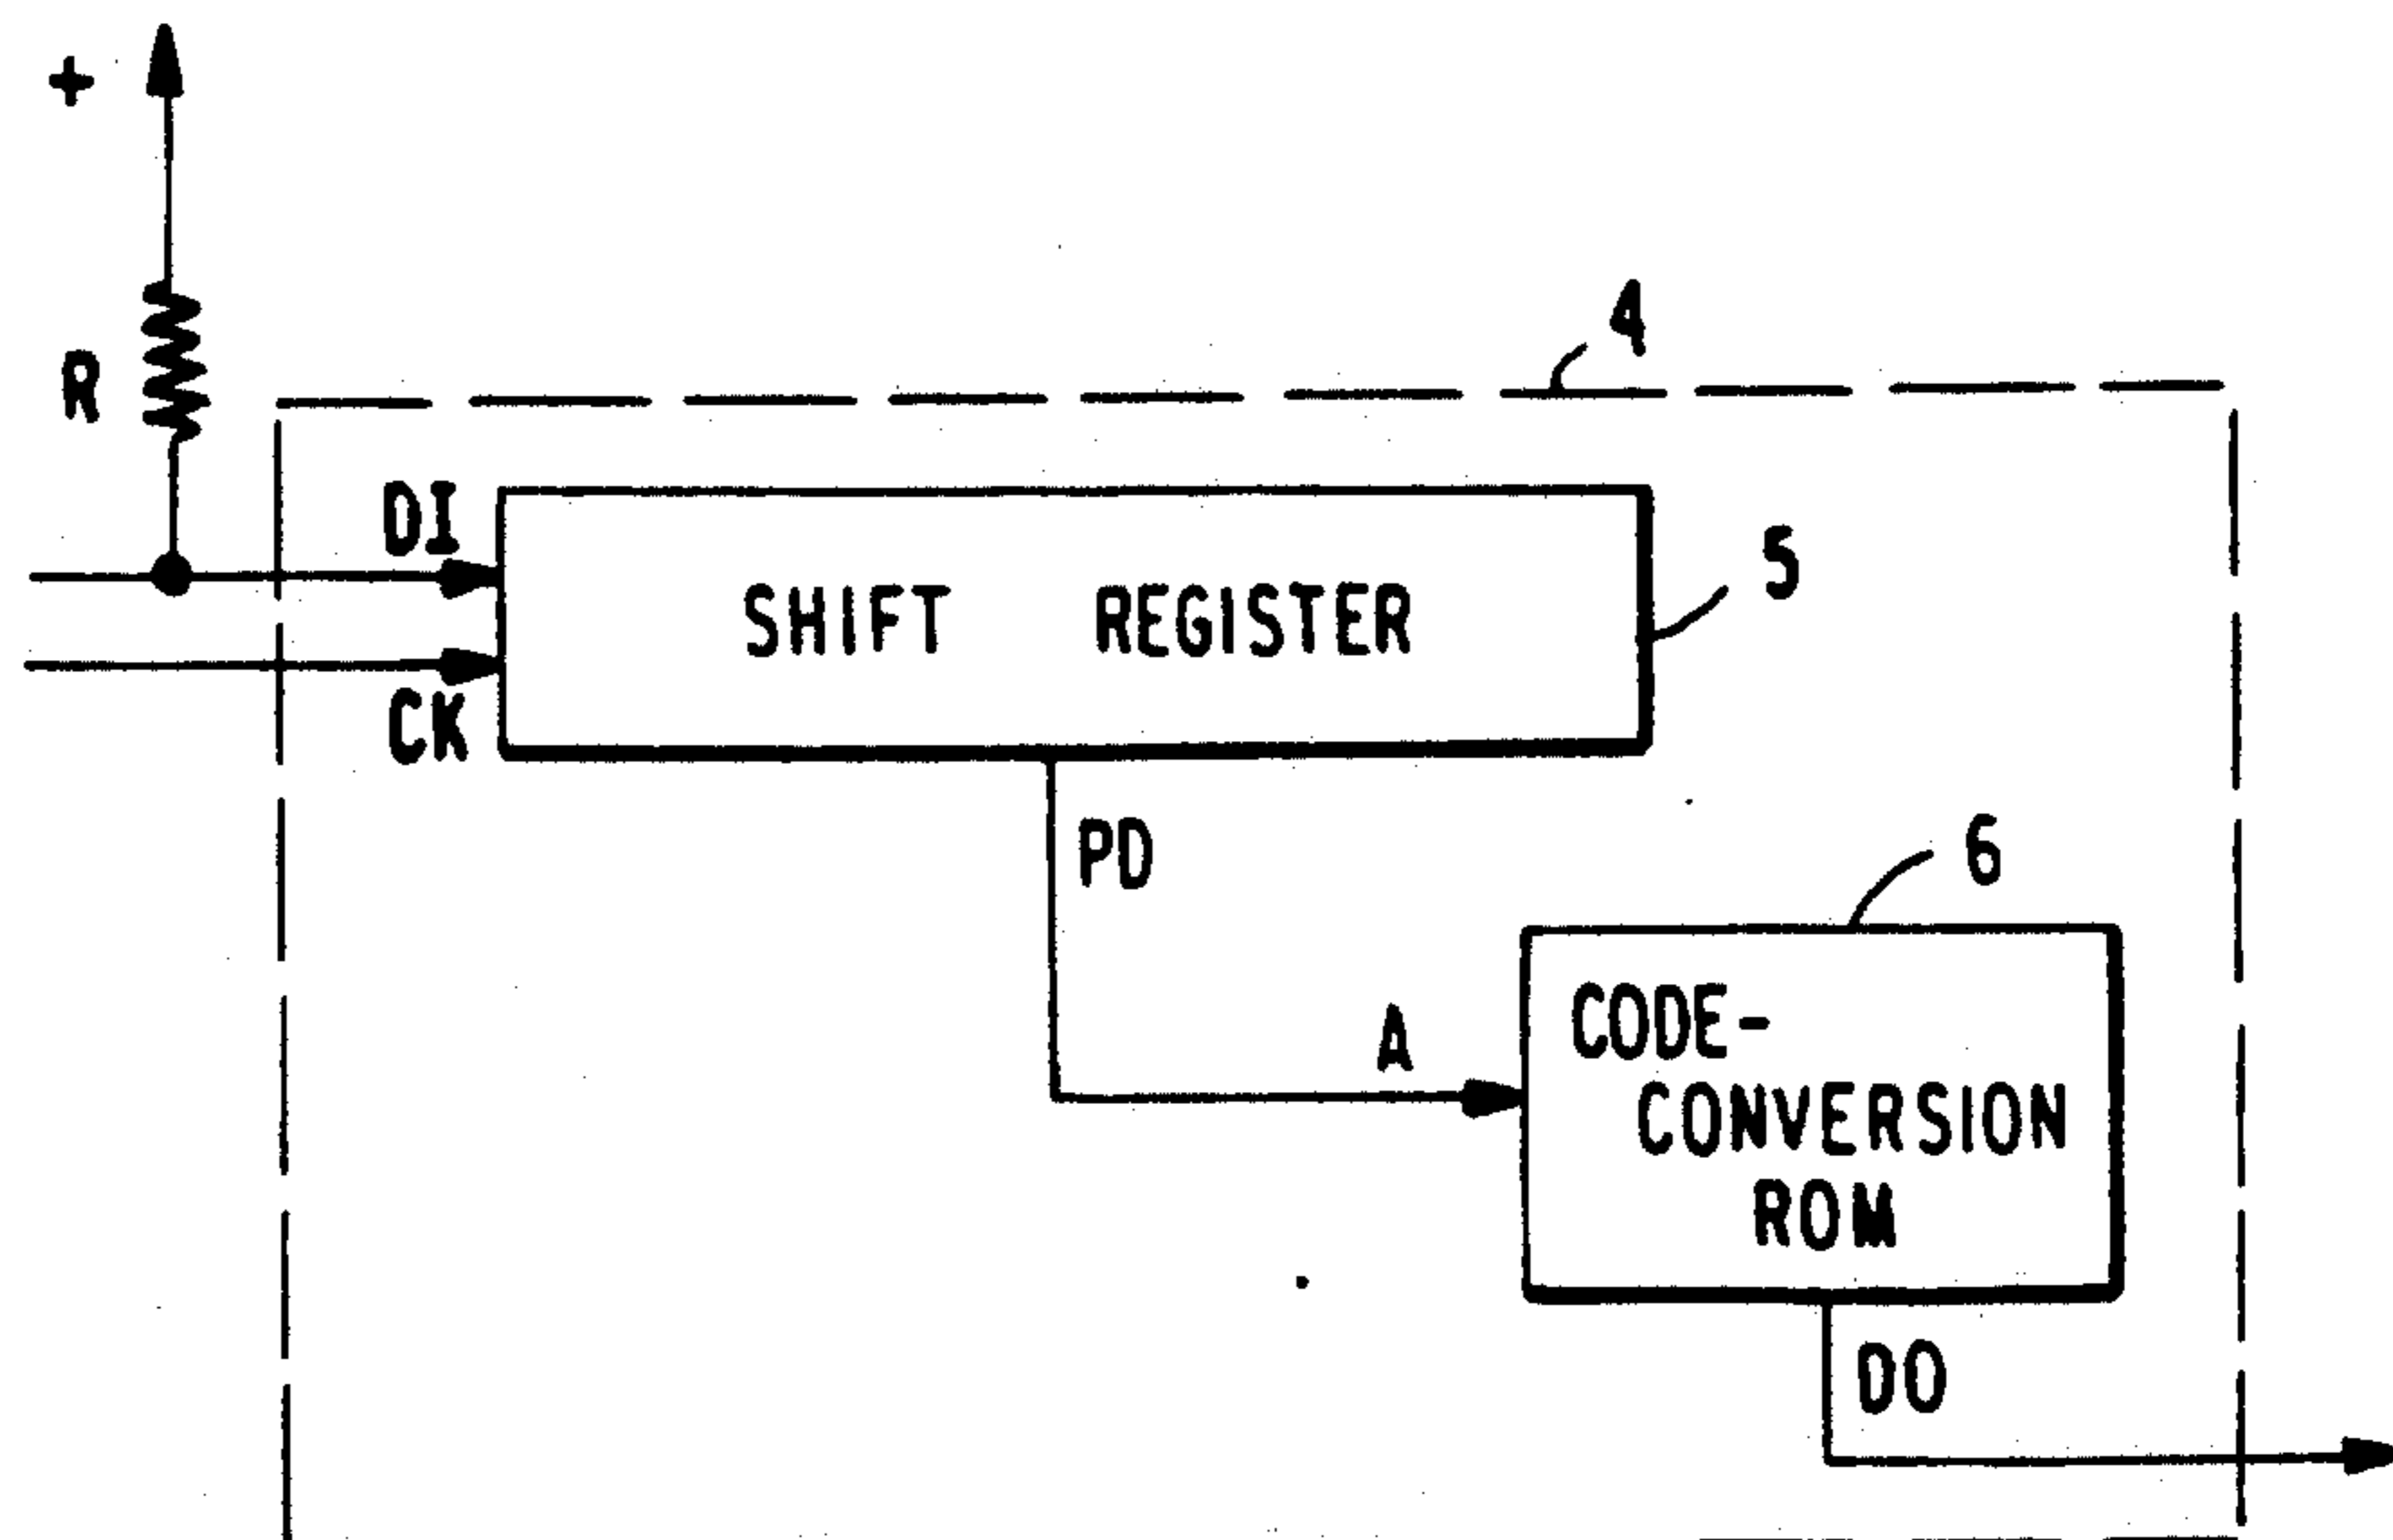 +
4
R
DI
SHIFT REGISTER
5
CK
PD
6
A
CODE-
CONVERSION
ROM
DO